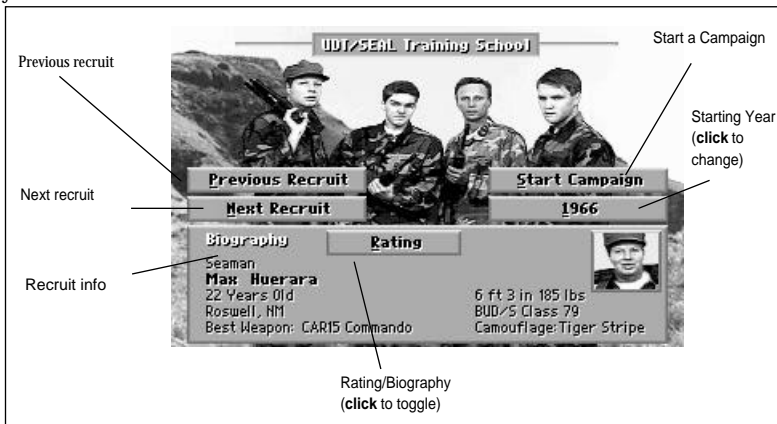 UDT/SEAL Training School
Start a Campaign
Previous recruit
Starting Year
(click to
change)
Previous Recruit
Start Campaign
Next recruit
Next Recruit
1966
Biography
Rating
Recruit info
Seaman
Max Huerara
22 Years Old
6 ft 3 in 185 lbs
Roswell, NM
BUD/S Class 79
Best Weapon: CAR15 Commando
Camouflage:Tiger Stripe
Rating/Biography
(click to toggle)